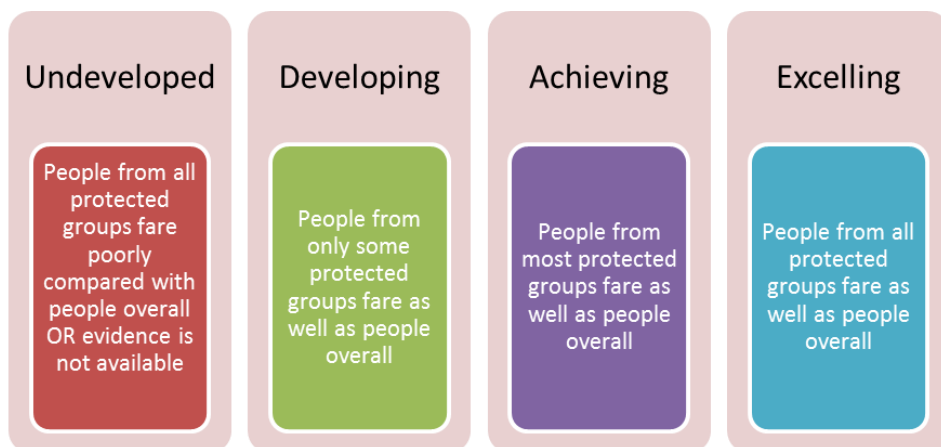 Undeveloped
People from all
protected
groups fare
poorly
compared with
people overall
OR evidence is
not available
Developing
People from
only some
protected
groups fare as
well as people
overall
Achieving
People from
most protected
groups fare as
well as people
overall
Excelling
People from all
protected
groups fare as
well as people
overall